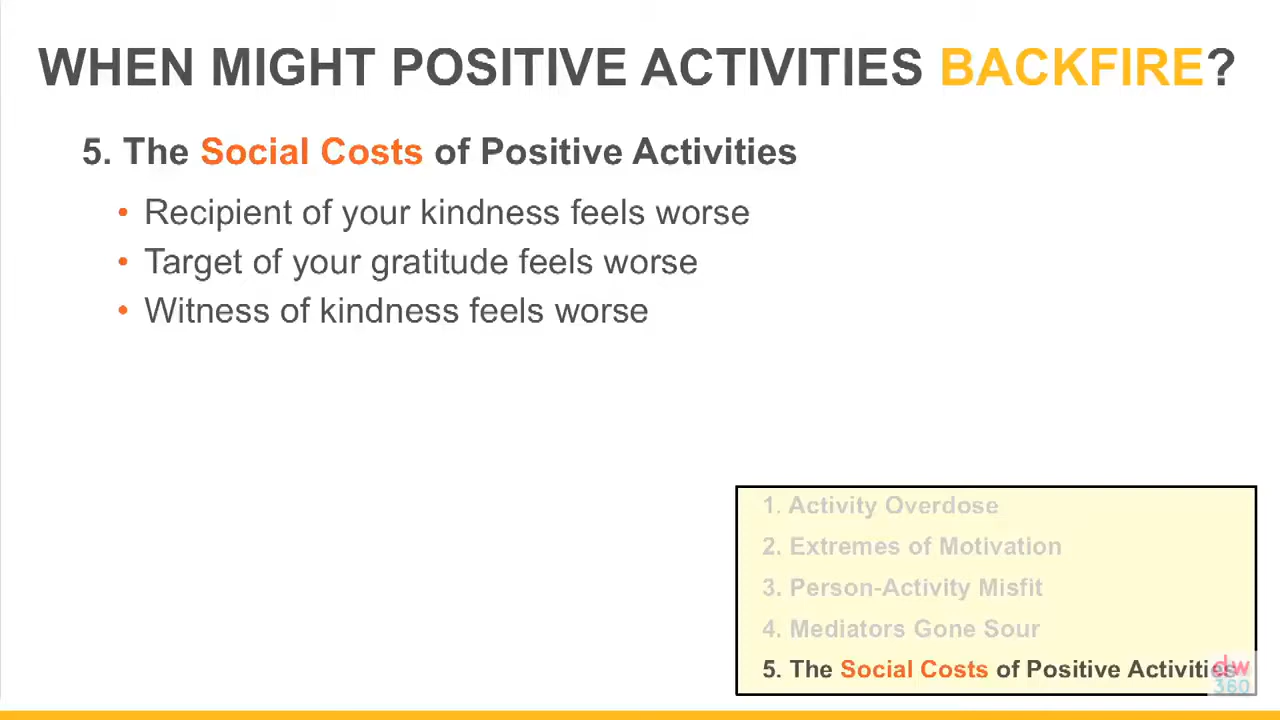 WHEN MIGHT POSITIVE ACTIVITIES BACKFIRE?
5. The Social Costs of Positive Activities
• Recipient of your kindness feels worse
• Target of your gratitude feels worse
• Witness of kindness feels worse
1. Activity Overdose
2. Extremes of Motivation
3. Person-Activity Misfit
4. Mediators Gone Sour
5. The Social Costs of Positive Activities
dw
360